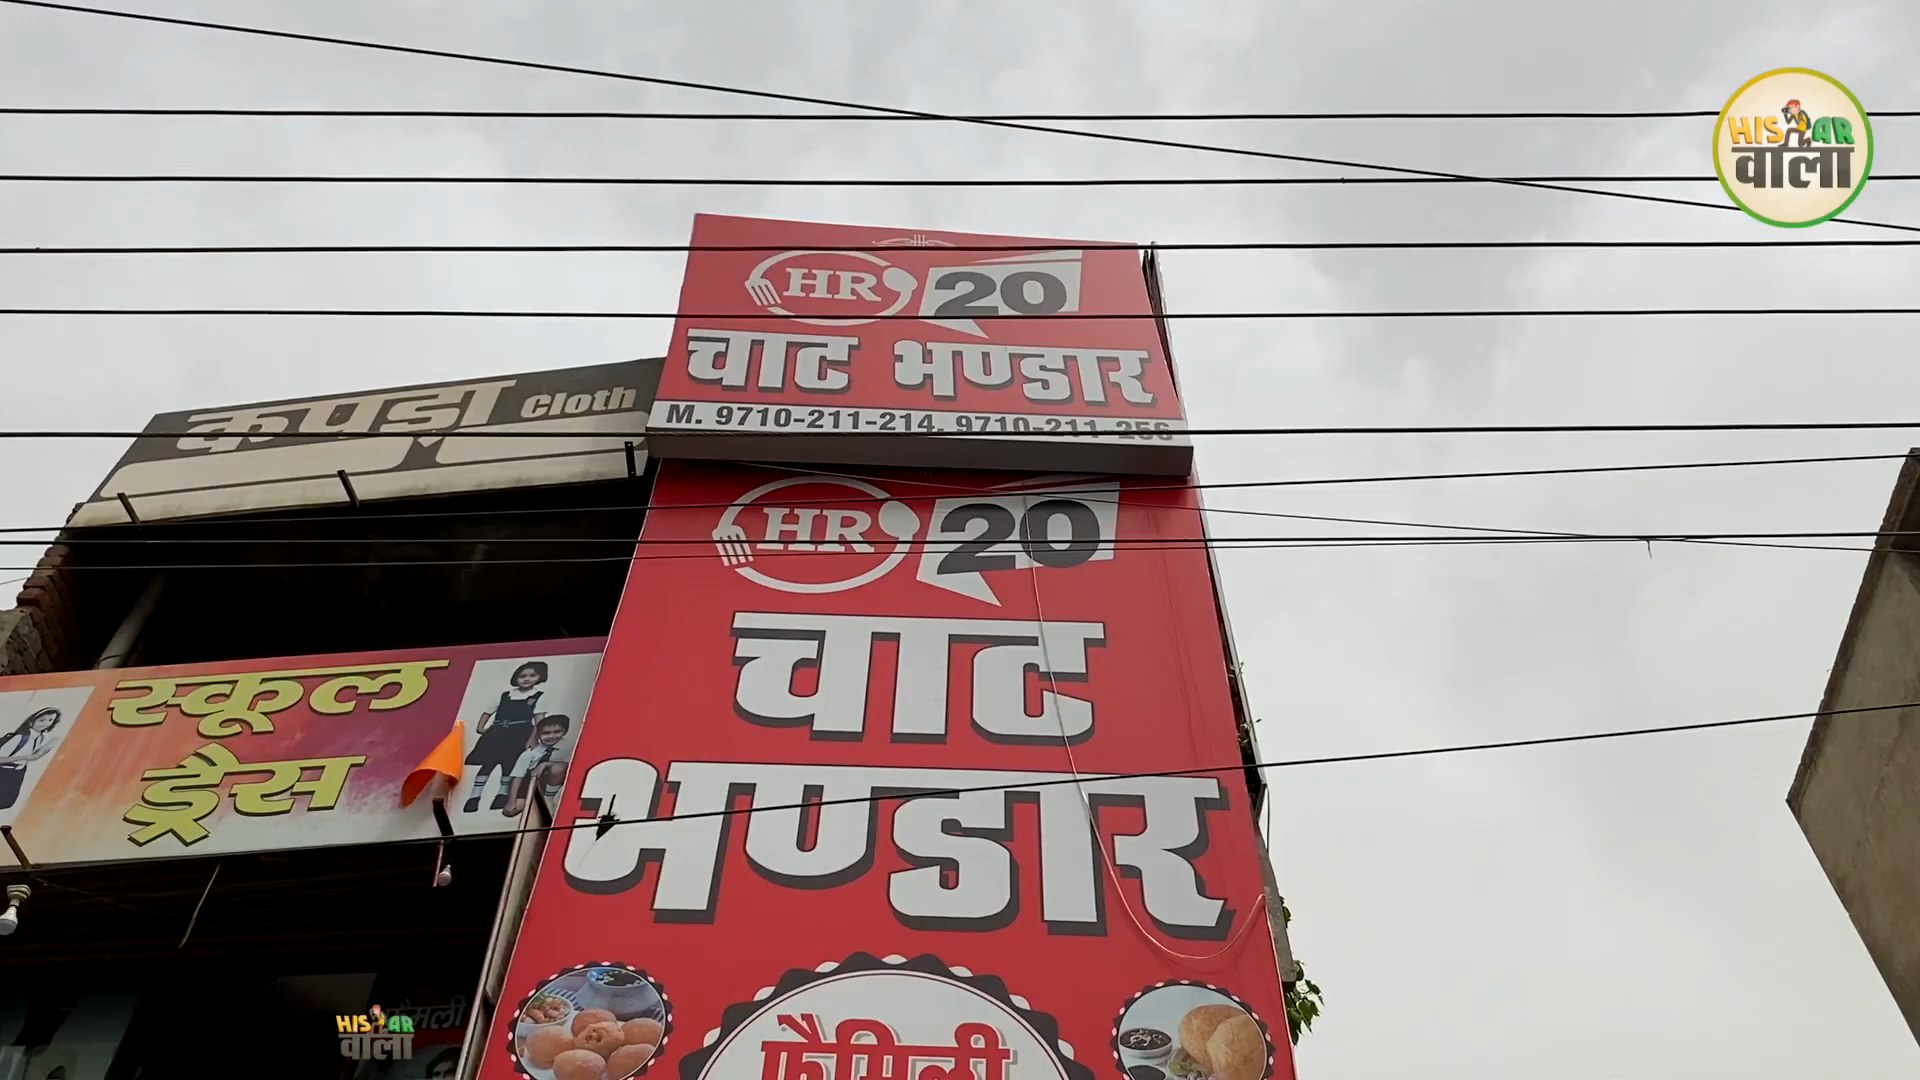 HISAR
वाला
HR 20
चाट भण्डार
M. 9710-211-214, 9710-211-256
कपड़ा Cloth
HR 20
चाट
भण्डार
स्कूल
ड्रेस
फैमिली
HISAR
वाला